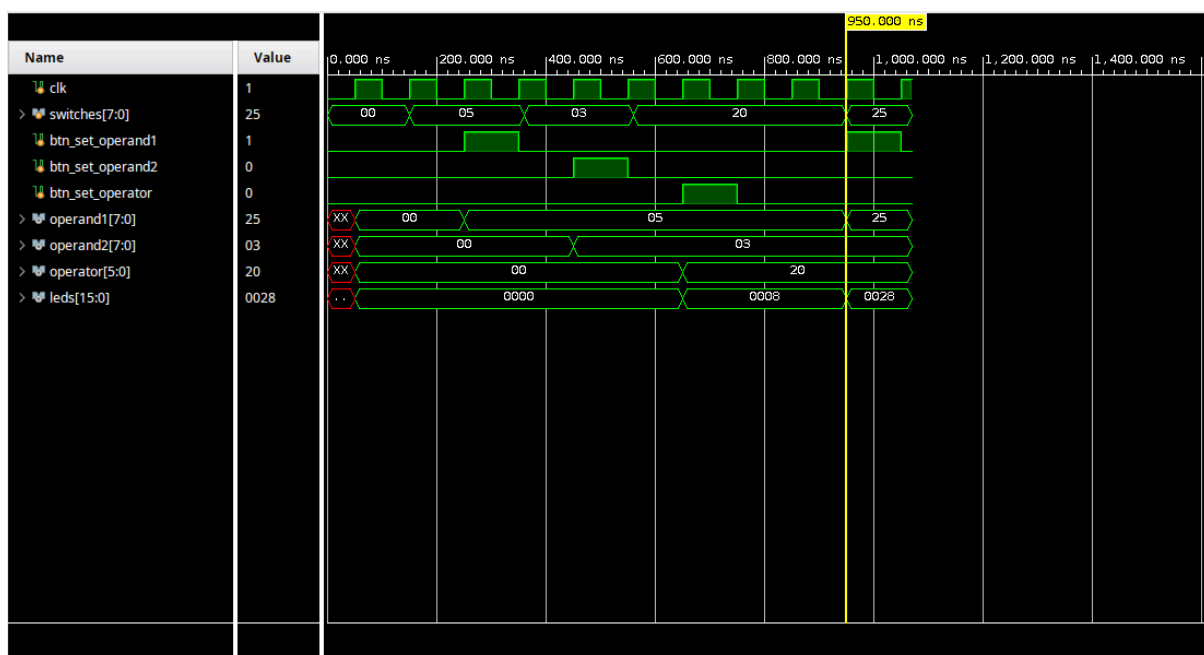 950.000 ns
Name Value
0.000 ns 200.000 ns 400.000 ns 600.000 ns 800.000 ns 1,000.000 ns 1,200.000 ns 1,400.000 ns
clk 1
switches[7:0] 25 00 05 03 20 25
btn_set_operand1 1
btn_set_operand2 0
btn_set_operator 0
operand1[7:0] 25 XX 00 05 25
operand2[7:0] 03 XX 00 03
operator[5:0] 20 XX 00 20
leds[15:0] 0028 .. 0000 0008 0028